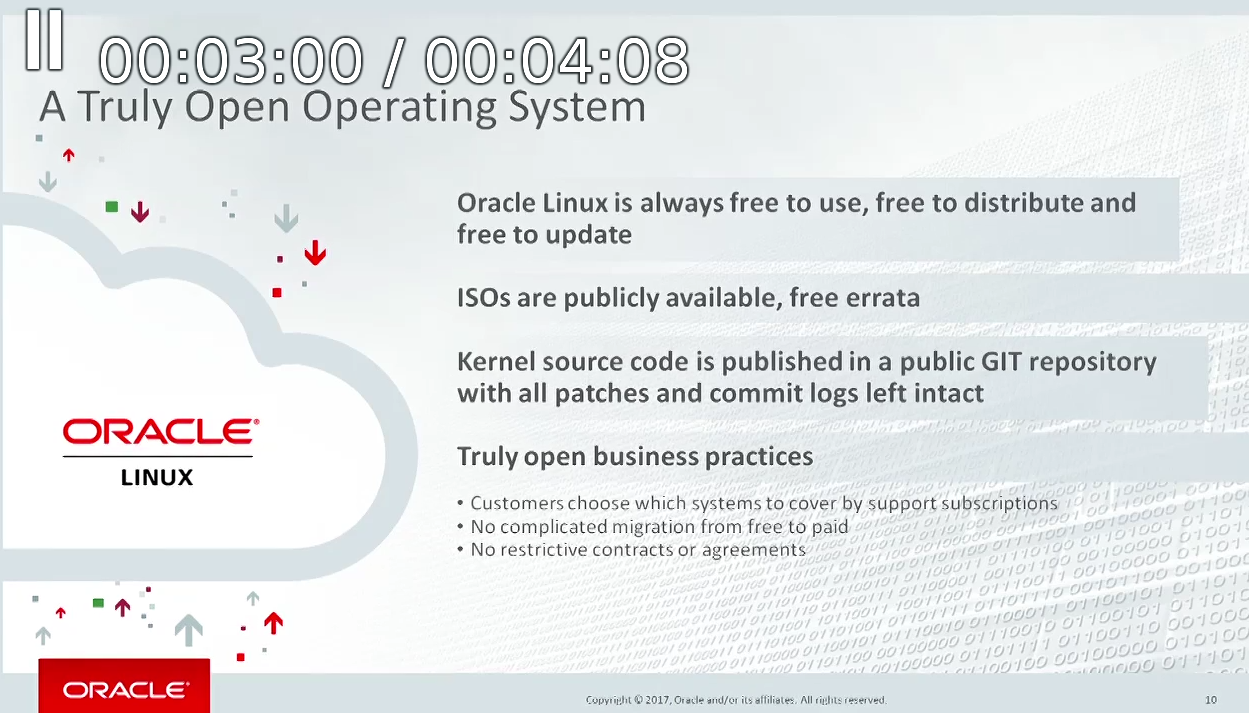 00:03:00 / 00:04:08
A Truly Open Operating System
Oracle Linux is always free to use, free to distribute and
free to update
ISOs are publicly available, free errata
Kernel source code is published in a public GIT repository
with all patches and commit logs left intact
Truly open business practices
• Customers choose which systems to cover by support subscriptions
• No complicated migration from free to paid
• No restrictive contracts or agreements
ORACLE®
LINUX
ORACLE®
Copyright © 2017, Oracle and/or its affiliates. All rights reserved.
10